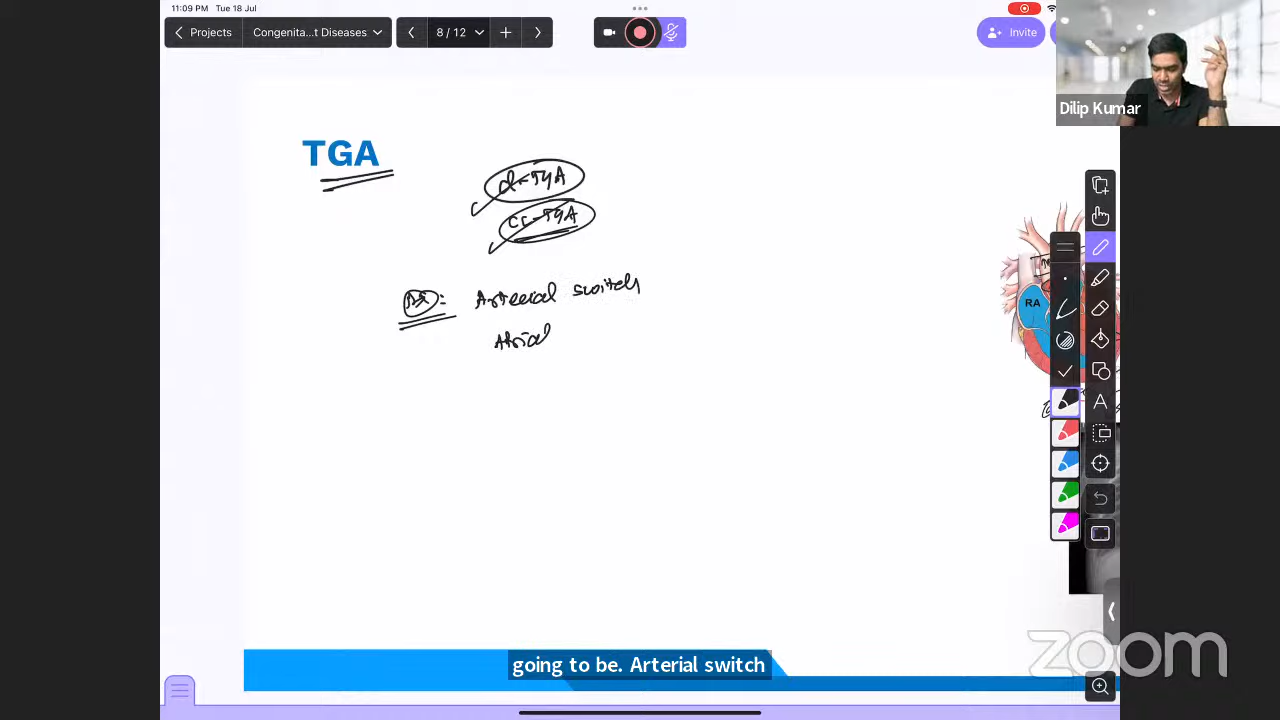 11:09 PM Tue 18 Jul
Projects
Congenita...t Diseases
8 / 12
Invite
Dilip Kumar
TGA
d-TGA
cc-TGA
Arterial switch
Atrial
RA
going to be. Arterial switch
zoom